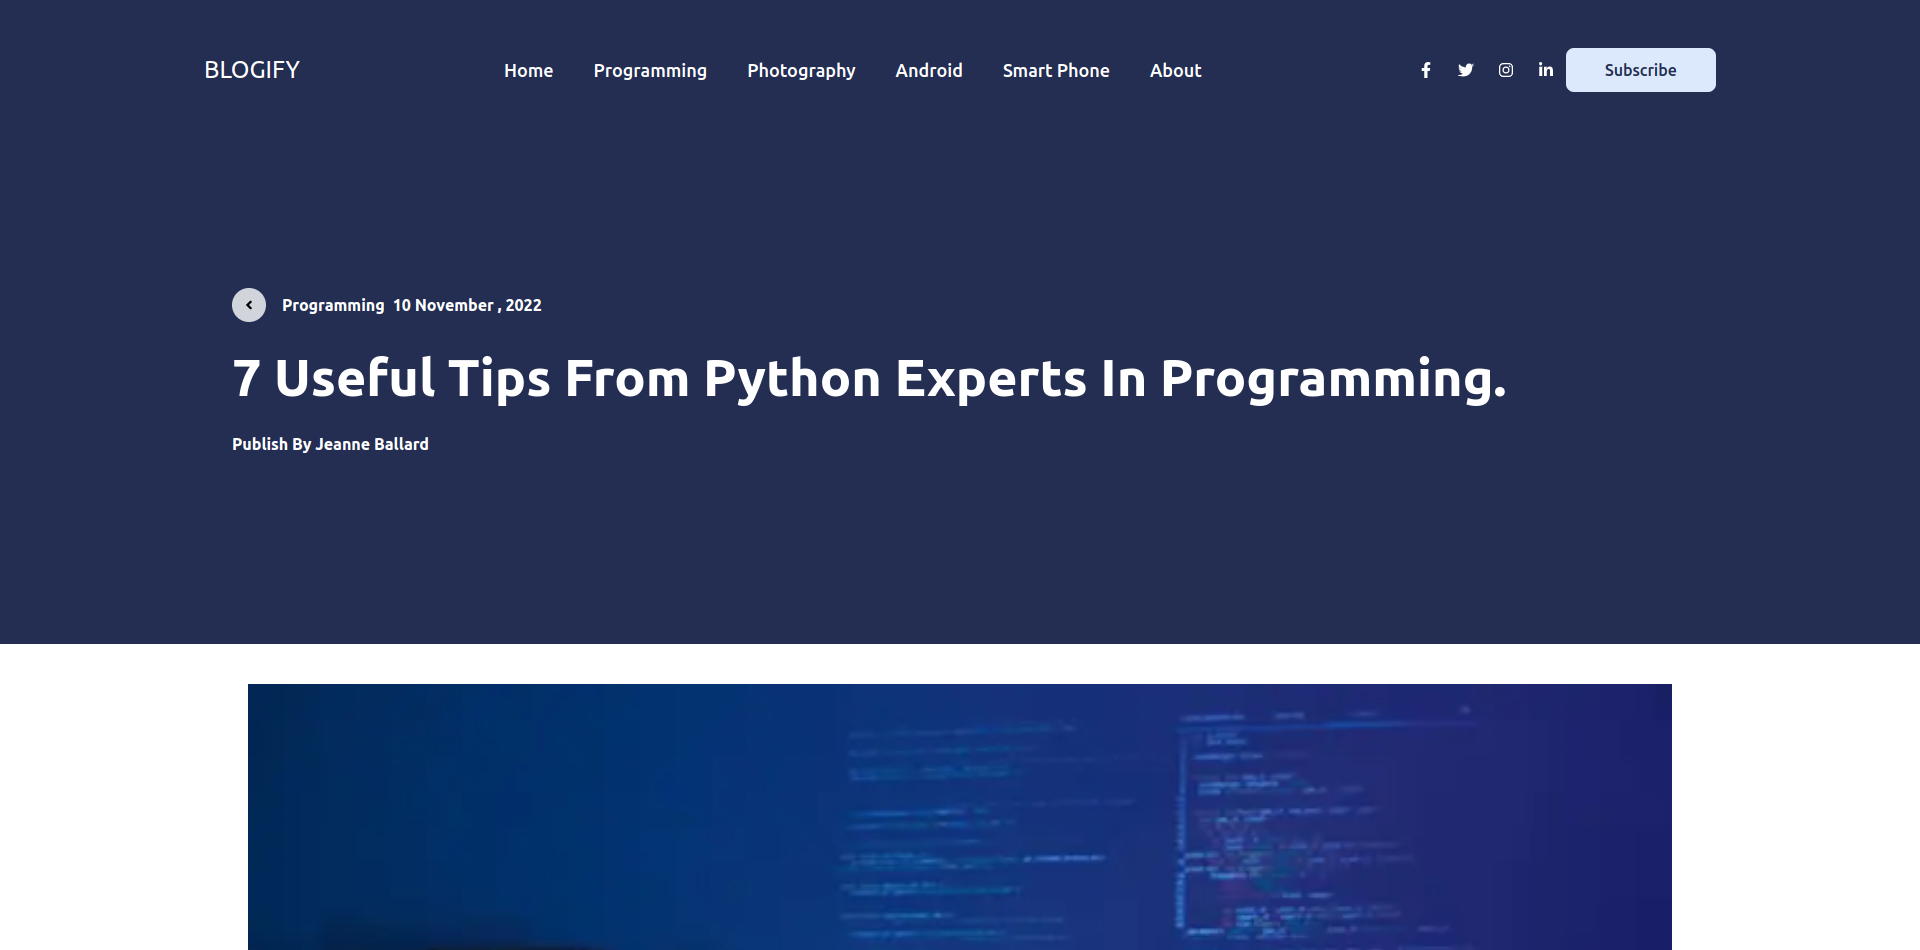 BLOGIFY
Home Programming Photography Android Smart Phone About
Subscribe
Programming 10 November , 2022
7 Useful Tips From Python Experts In Programming.
Publish By Jeanne Ballard